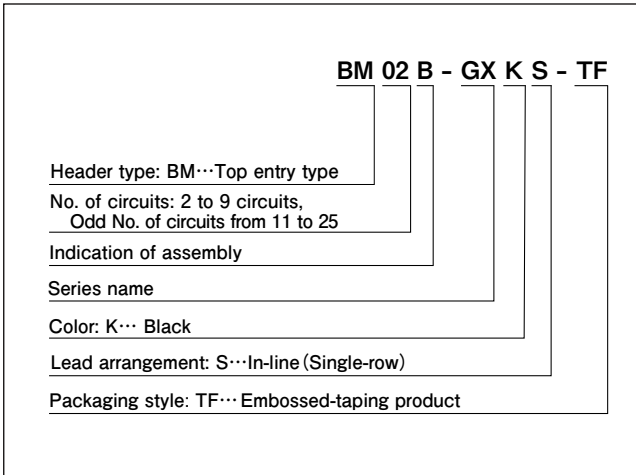 BM 02 B - GX K S - TF
Header type: BM…Top entry type
No. of circuits: 2 to 9 circuits,
Odd No. of circuits from 11 to 25
Indication of assembly
Series name
Color: K… Black
Lead arrangement: S…In-line (Single-row)
Packaging style: TF… Embossed-taping product